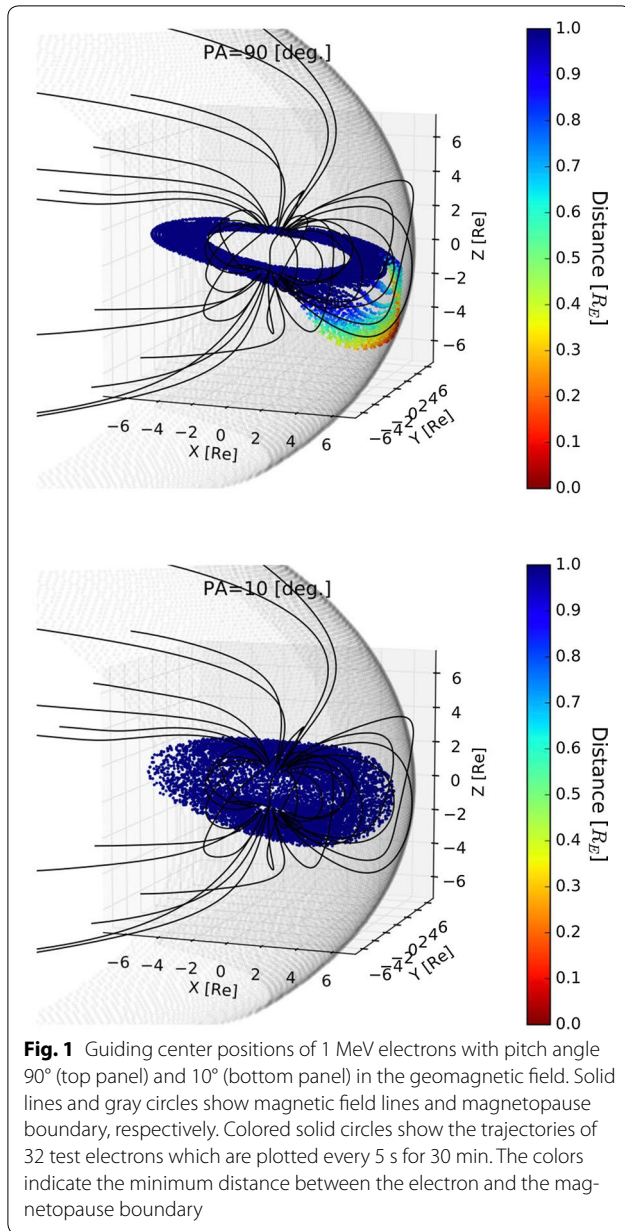 PA=90 [deg.]
6
4
2
0
−2
−4
−6
Z [Re]
−6 −4 −2 0 2 4 6
X [Re]
−6−4−20246
Y [Re]
1.0
0.9
0.8
0.7
0.6
0.5
0.4
0.3
0.2
0.1
0.0
Distance [R_E]
PA=10 [deg.]
6
4
2
0
−2
−4
−6
Z [Re]
−6 −4 −2 0 2 4 6
X [Re]
−6−4−20246
Y [Re]
1.0
0.9
0.8
0.7
0.6
0.5
0.4
0.3
0.2
0.1
0.0
Distance [R_E]
Fig. 1 Guiding center positions of 1 MeV electrons with pitch angle
90° (top panel) and 10° (bottom panel) in the geomagnetic field. Solid
lines and gray circles show magnetic field lines and magnetopause
boundary, respectively. Colored solid circles show the trajectories of
32 test electrons which are plotted every 5 s for 30 min. The colors
indicate the minimum distance between the electron and the mag-
netopause boundary